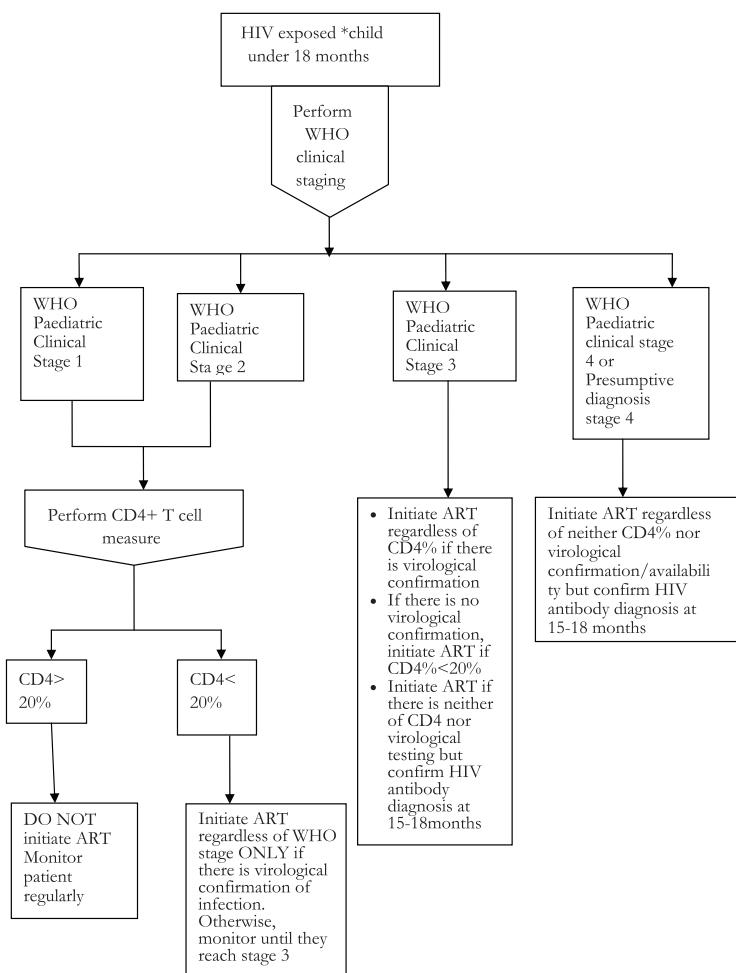 HIV exposed *child
under 18 months
Perform
WHO
clinical
staging
WHO
Paediatric
Clinical
Stage 1
WHO
Paediatric
Clinical
Sta ge 2
WHO
Paediatric
Clinical
Stage 3
WHO
Paediatric
clinical stage
4 or
Presumptive
diagnosis
stage 4
Perform CD4+ T cell
measure
• Initiate ART
regardless of
CD4% if there
is virological
confirmation
• If there is no
virological
confirmation,
initiate ART if
CD4%<20%
• Initiate ART if
there is neither
of CD4 nor
virological
testing but
confirm HIV
antibody
diagnosis at
15-18months
Initiate ART regardless
of neither CD4% nor
virological
confirmation/availabili
ty but confirm HIV
antibody diagnosis at
15-18 months
CD4>
20%
CD4<
20%
DO NOT
initiate ART
Monitor
patient
regularly
Initiate ART
regardless of WHO
stage ONLY if
there is virological
confirmation of
infection.
Otherwise,
monitor until they
reach stage 3